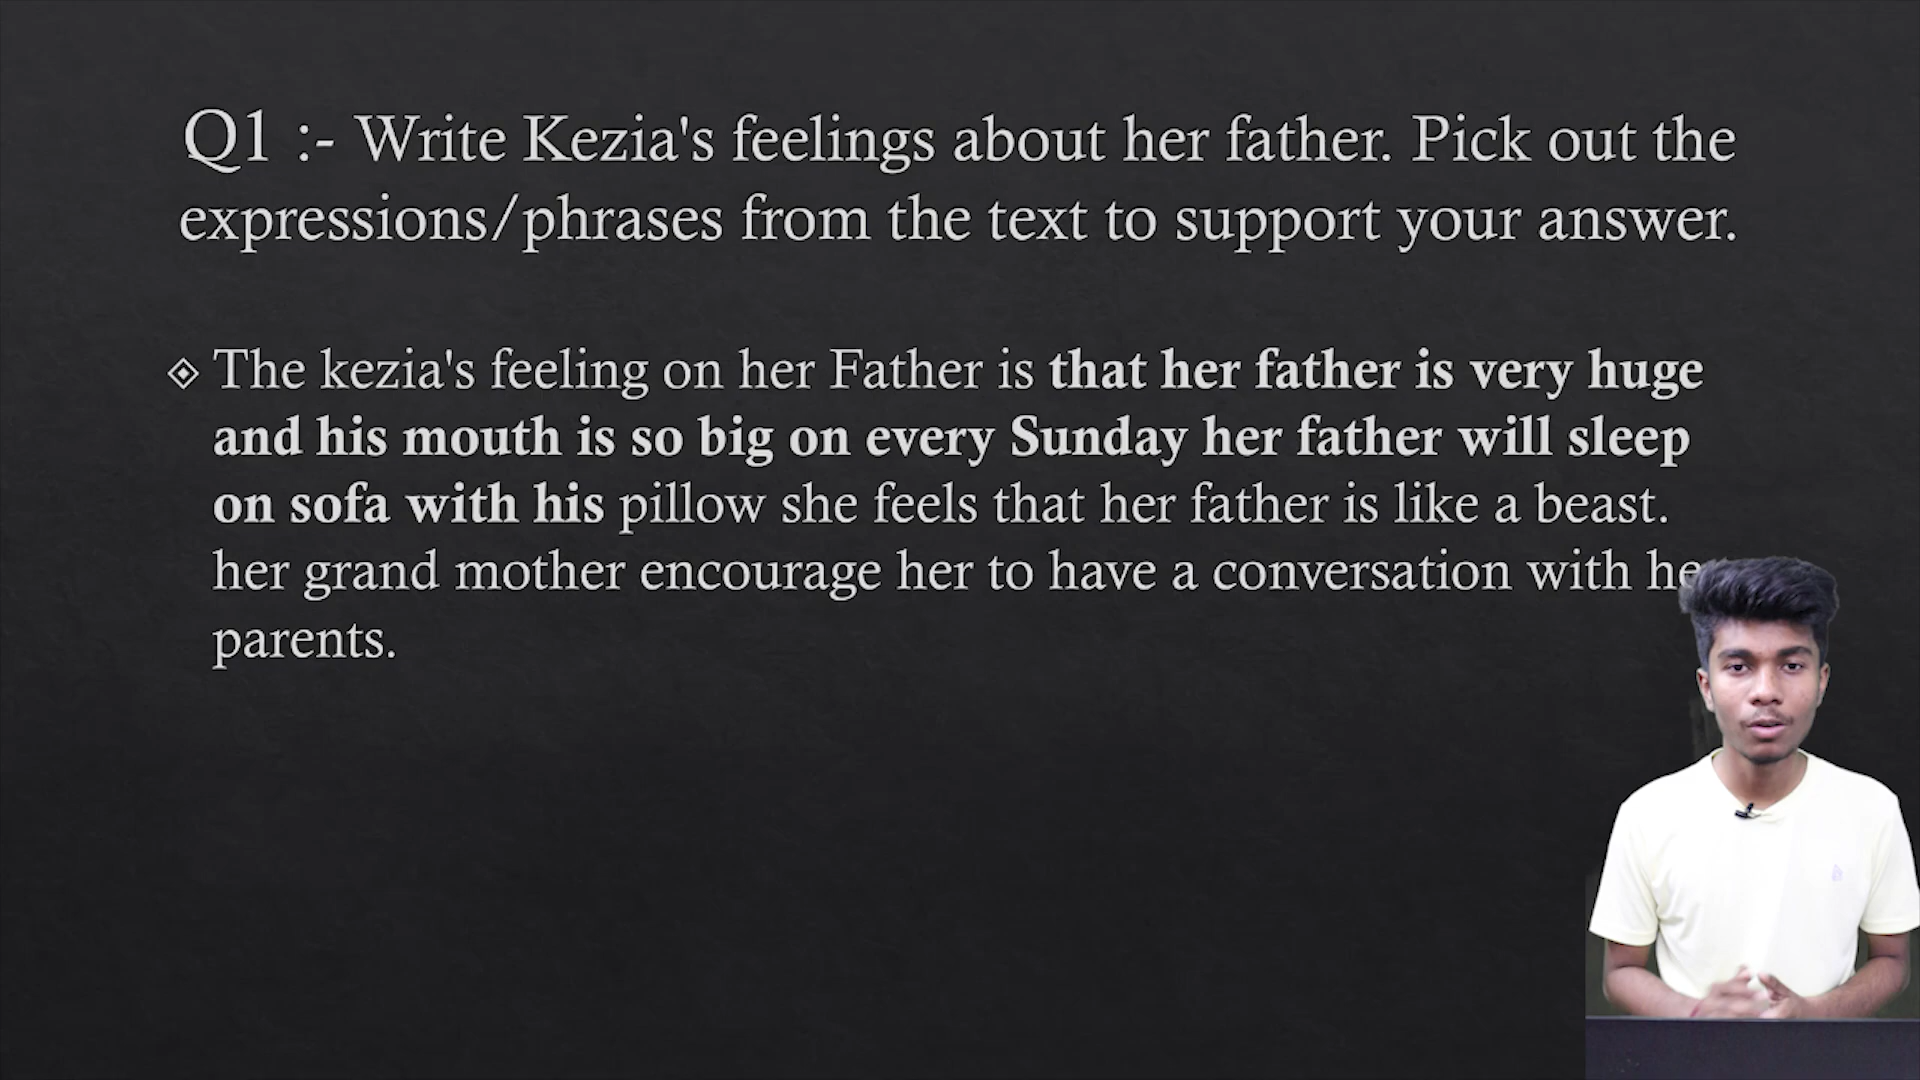 Q1 :- Write Kezia's feelings about her father. Pick out the
expressions/phrases from the text to support your answer.
The kezia's feeling on her Father is that her father is very huge
and his mouth is so big on every Sunday her father will sleep
on sofa with his pillow she feels that her father is like a beast.
her grand mother encourage her to have a conversation with
parents.